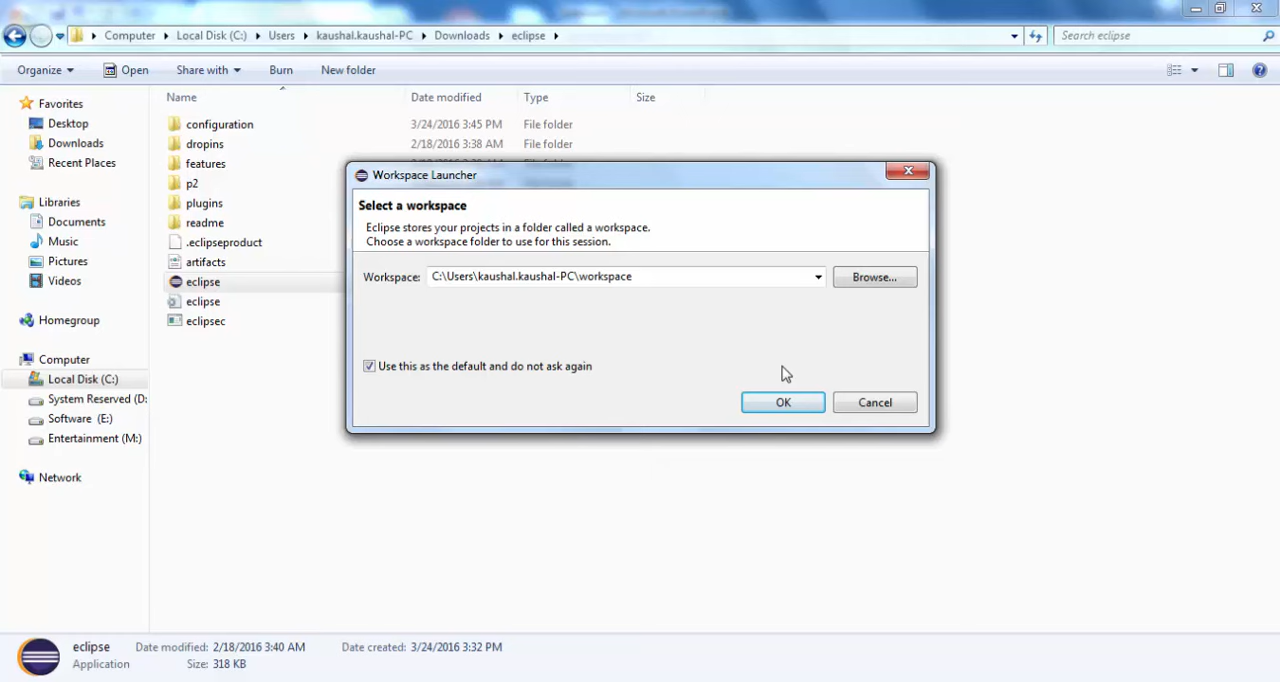 Computer Local Disk (C:) Users kaushal.kaushal-PC Downloads eclipse
Search eclipse
Organize Open Share with Burn New folder
Name Date modified Type Size
Favorites
Desktop
Downloads
Recent Places
Libraries
Documents
Music
Pictures
Videos
Homegroup
Computer
Local Disk (C:)
System Reserved (D:
Software (E:)
Entertainment (M:)
Network
configuration 3/24/2016 3:45 PM File folder
dropins 2/18/2016 3:38 AM File folder
features
p2
plugins
readme
.eclipseproduct
artifacts
eclipse
eclipse
eclipsec
Workspace Launcher
Select a workspace
Eclipse stores your projects in a folder called a workspace.
Choose a workspace folder to use for this session.
Workspace: C:\Users\kaushal.kaushal-PC\workspace Browse...
Use this as the default and do not ask again
OK Cancel
eclipse Date modified: 2/18/2016 3:40 AM Date created: 3/24/2016 3:32 PM
Application Size: 318 KB